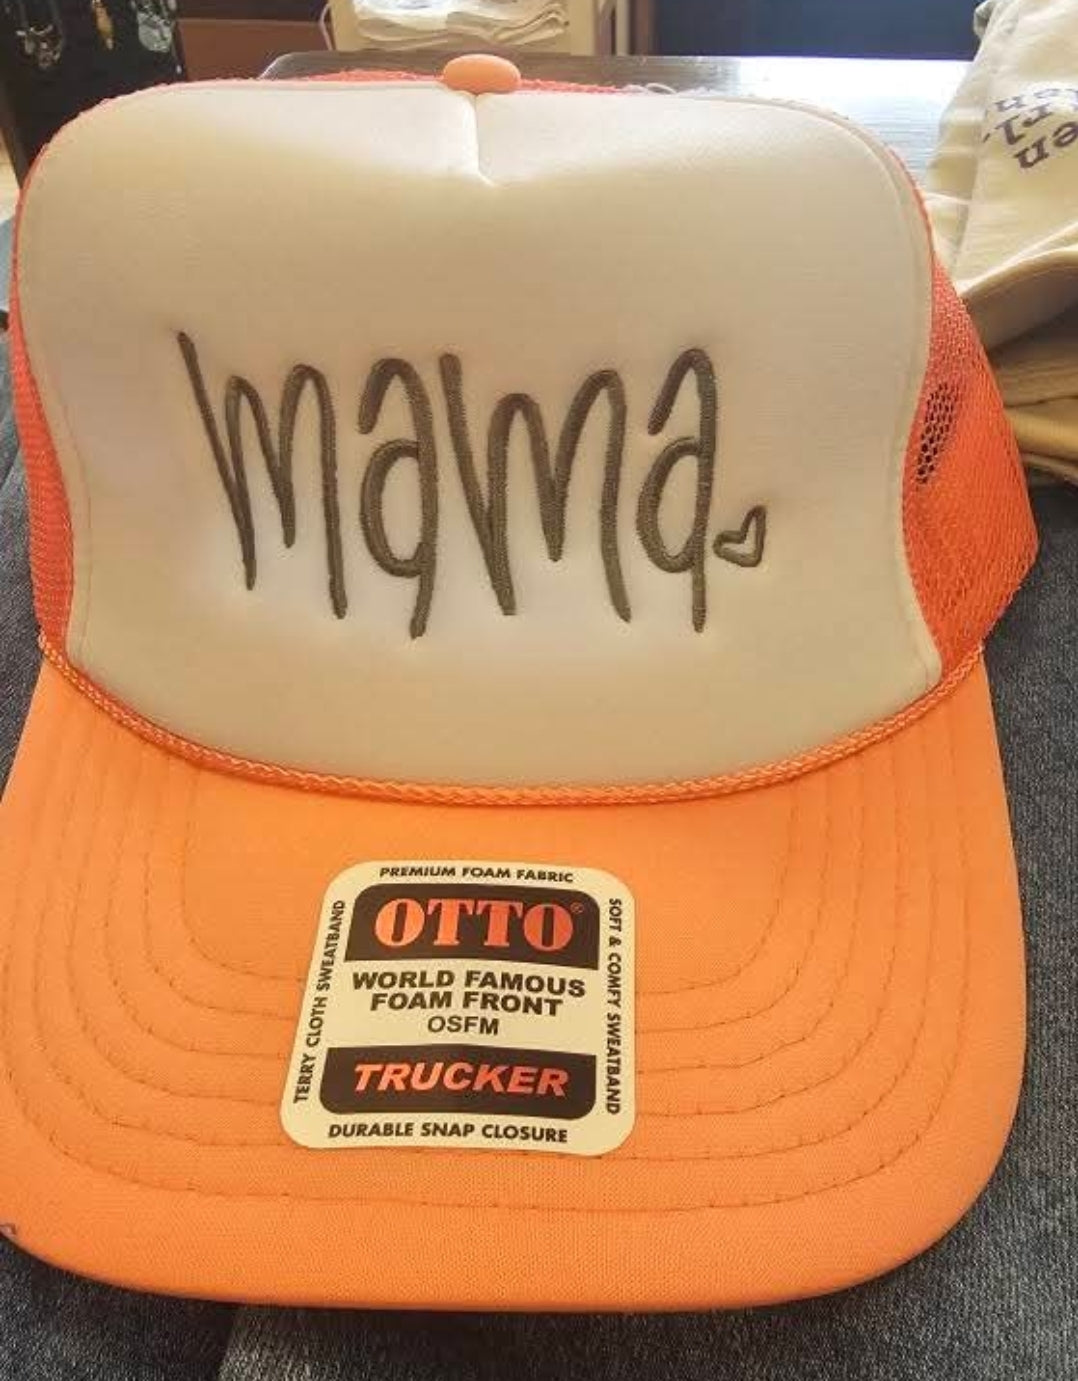 mama
PREMIUM FOAM FABRIC
OTTO®
WORLD FAMOUS
FOAM FRONT
OSFM
TRUCKER
DURABLE SNAP CLOSURE
TERRY CLOTH SWEATBAND
SOFT & COMFY SWEATBAND